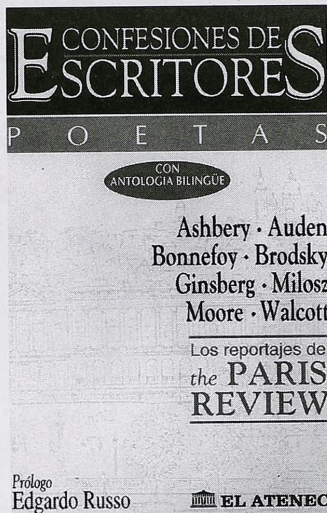 CONFESIONES DE
ESCRITORES
POETAS
CON
ANTOLOGIA BILINGÜE
Ashbery · Auden
Bonnefoy · Brodsky
Ginsberg · Milosz
Moore · Walcott
Los reportajes de
the PARIS
REVIEW
Prólogo
Edgardo Russo
EL ATENEO